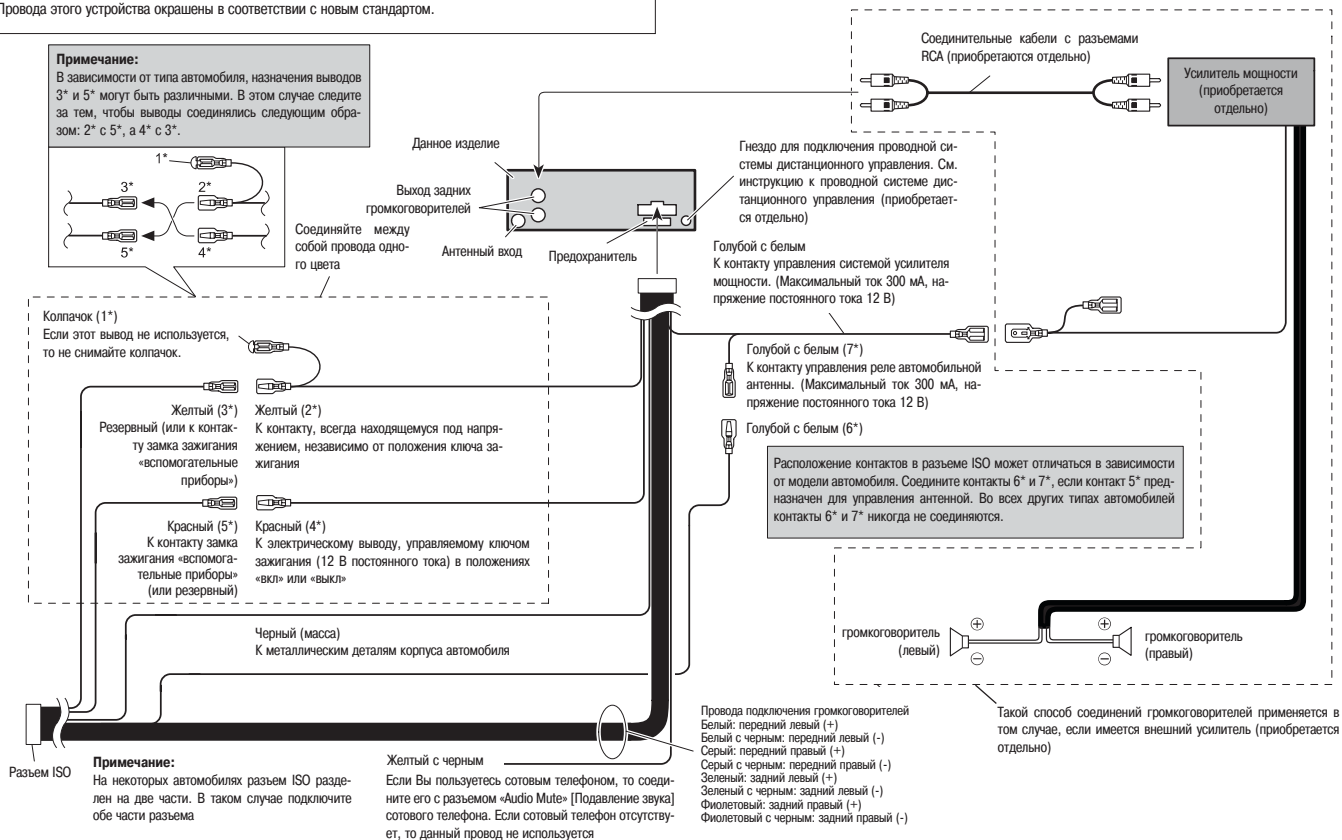 Провода этого устройства окрашены в соответствии с новым стандартом.
Примечание:
В зависимости от типа автомобиля, назначения выводов
3* и 5* могут быть различными. В этом случае следите
за тем, чтобы выводы соединялись следующим обра-
зом: 2* с 5*, а 4* с 3*.
1*
3*
2*
5*
4*
Соединяйте между
собой провода одно-
го цвета
Данное изделие
Выход задних
громкоговорителей
Антенный вход
Предохранитель
Соединительные кабели с разъемами
RCA (приобретаются отдельно)
Усилитель мощности
(приобретается
отдельно)
Гнездо для подключения проводной си-
стемы дистанционного управления. См.
инструкцию к проводной системе дис-
танционного управления (приобретает-
ся отдельно)
Голубой с белым
К контакту управления системой усилителя
мощности. (Максимальный ток 300 мА, на-
пряжение постоянного тока 12 В)
Голубой с белым (7*)
К контакту управления реле автомобильной
антенны. (Максимальный ток 300 мА, на-
пряжение постоянного тока 12 В)
Голубой с белым (6*)
Расположение контактов в разъеме ISO может отличаться в зависимости
от модели автомобиля. Соедините контакты 6* и 7*, если контакт 5* пред-
назначен для управления антенной. Во всех других типах автомобилей
контакты 6* и 7* никогда не соединяются.
Колпачок (1*)
Если этот вывод не используется,
то не снимайте колпачок.
Желтый (3*)
Резервный (или к контак-
ту замка зажигания
«вспомогательные
приборы»)
Желтый (2*)
К контакту, всегда находящемуся под напря-
жением, независимо от положения ключа за-
жигания
Красный (5*)
К контакту замка
зажигания «вспомога-
тельные приборы»
(или резервный)
Красный (4*)
К электрическому выводу, управляемому ключом
зажигания (12 В постоянного тока) в положениях
«вкл» или «выкл»
Черный (масса)
К металлическим деталям корпуса автомобиля
громкоговоритель
(левый)
+
−
+
−
громкоговоритель
(правый)
Такой способ соединений громкоговорителей применяется в
том случае, если имеется внешний усилитель (приобретается
отдельно)
Провода подключения громкоговорителей
Белый: передний левый (+)
Белый с черным: передний левый (-)
Серый: передний правый (+)
Серый с черным: передний правый (-)
Зеленый: задний левый (+)
Зеленый с черным: задний левый (-)
Фиолетовый: задний правый (+)
Фиолетовый с черным: задний правый (-)
Разъем ISO
Примечание:
На некоторых автомобилях разъем ISO разде-
лен на две части. В таком случае подключите
обе части разъема
Желтый с черным
Если Вы пользуетесь сотовым телефоном, то соеди-
ните его с разъемом «Audio Mute» [Подавление звука]
сотового телефона. Если сотовый телефон отсутству-
ет, то данный провод не используется